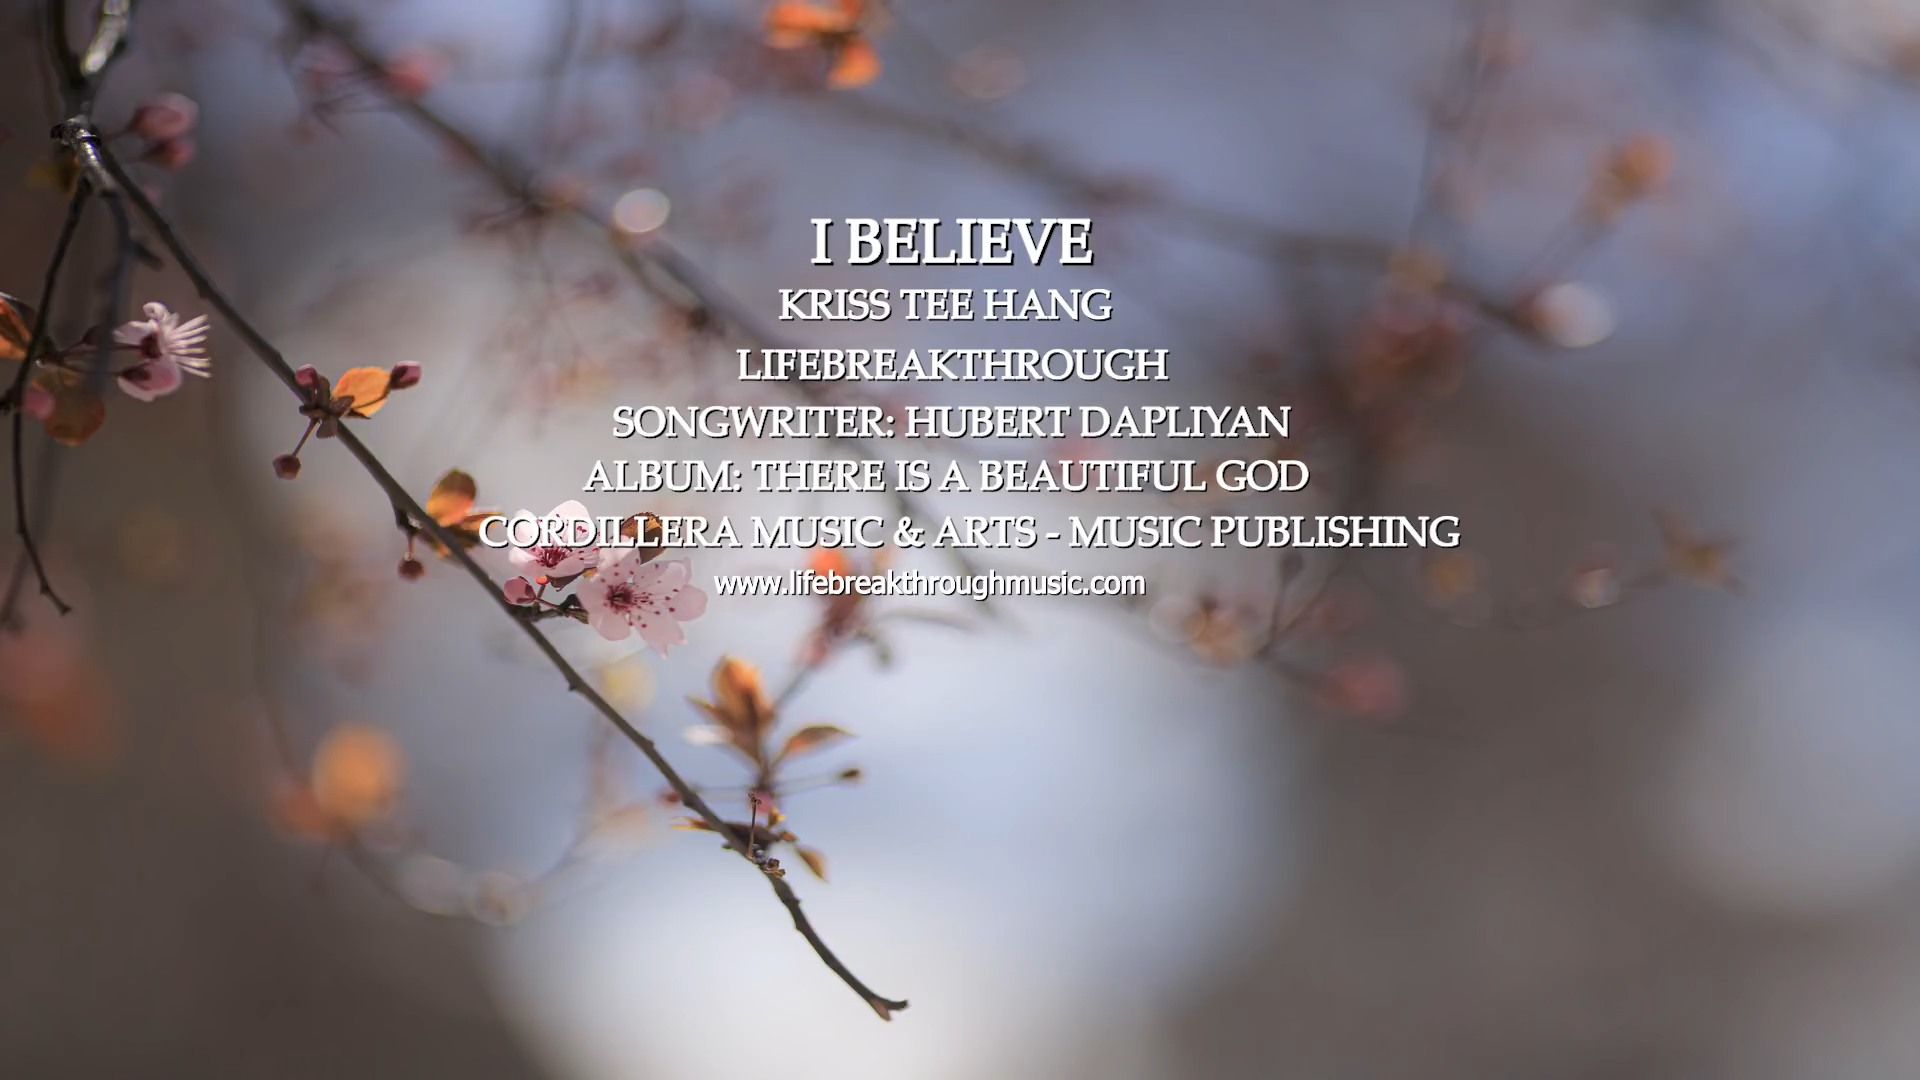 I BELIEVE
KRISS TEE HANG
LIFEBREAKTHROUGH
SONGWRITER: HUBERT DAPLIYAN
ALBUM: THERE IS A BEAUTIFUL GOD
CORDILLERA MUSIC & ARTS - MUSIC PUBLISHING
www.lifebreakthroughmusic.com